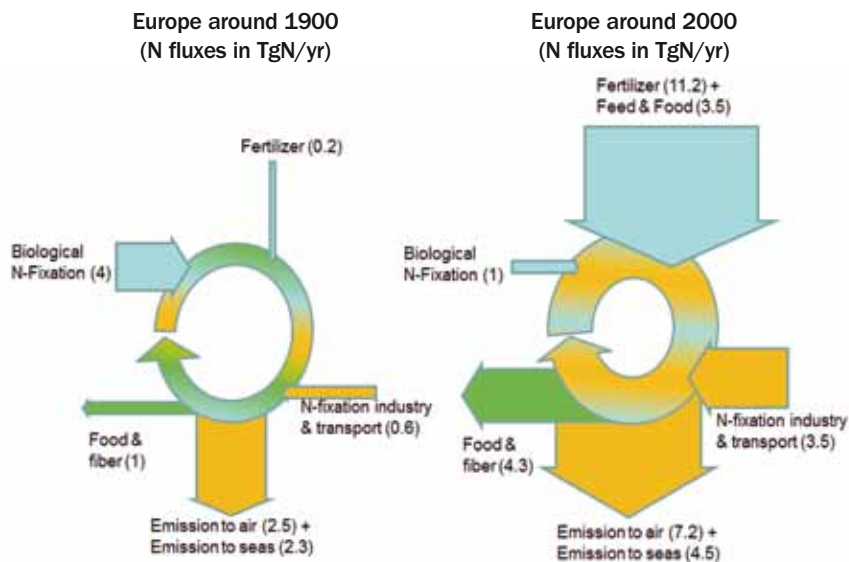 Europe around 1900
(N fluxes in TgN/yr)
Fertilizer (0.2)
Biological
N-Fixation (4)
N-fixation industry
& transport (0.6)
Food &
fiber (1)
Emission to air (2.5) +
Emission to seas (2.3)
Europe around 2000
(N fluxes in TgN/yr)
Fertilizer (11.2) +
Feed & Food (3.5)
Biological
N-Fixation (1)
N-fixation industry
& transport (3.5)
Food &
fiber (4.3)
Emission to air (7.2) +
Emission to seas (4.5)